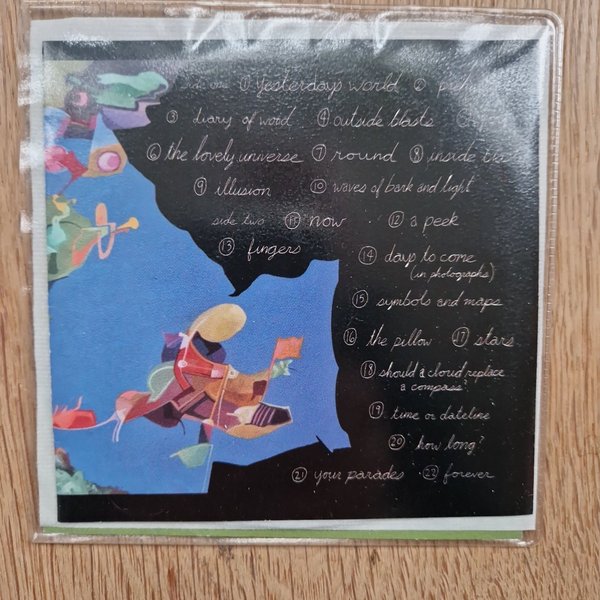 side one ① yesterdays world ②
③ diary of wood ④ outside blasts
⑥ the lovely universe ⑦ round ⑧ inside
⑨ illusion ⑩ waves of bark and light
side two ⑪ now ⑫ a peek
⑬ fingers ⑭ days to come
(in photographs)
⑮ symbols and maps
⑯ the pillow ⑰ stars
⑱ should a cloud replace
a compass?
⑲ time or dateline
⑳ how long?
㉑ your parades ㉒ forever